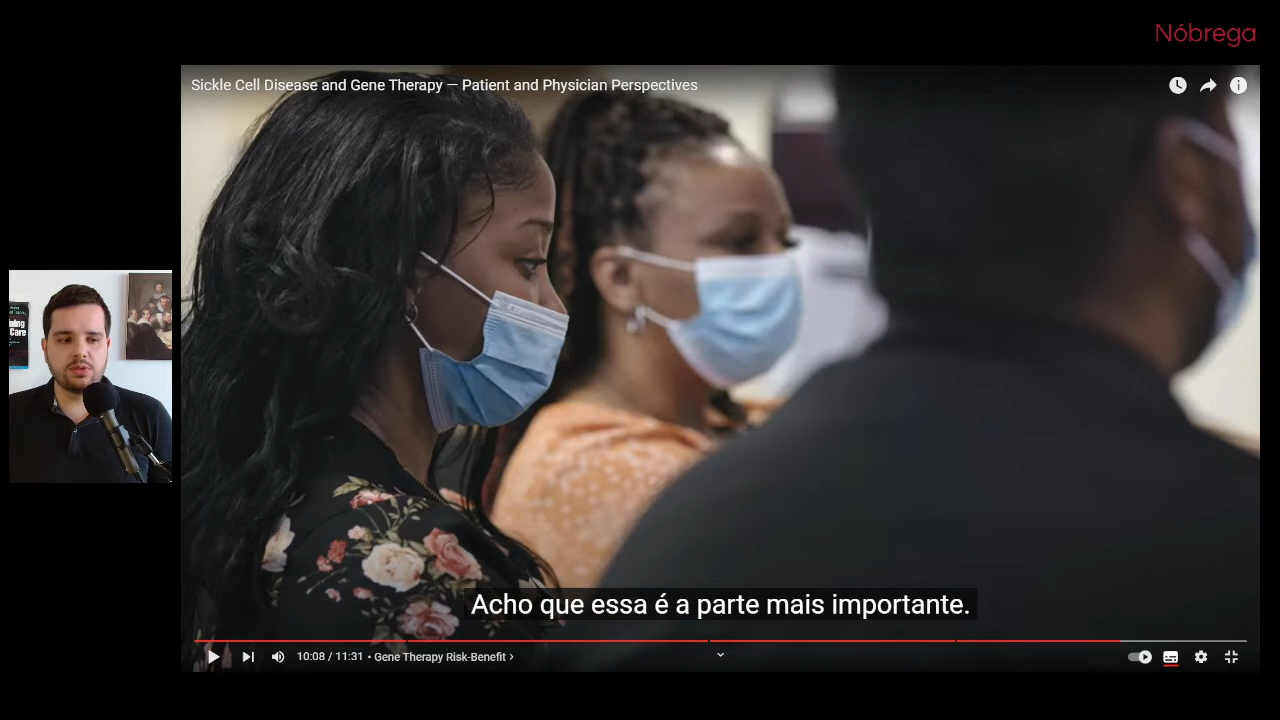 Nóbrega
Sickle Cell Disease and Gene Therapy — Patient and Physician Perspectives
Care
Acho que essa é a parte mais importante.
10:08 / 11:31 • Gene Therapy Risk-Benefit ›